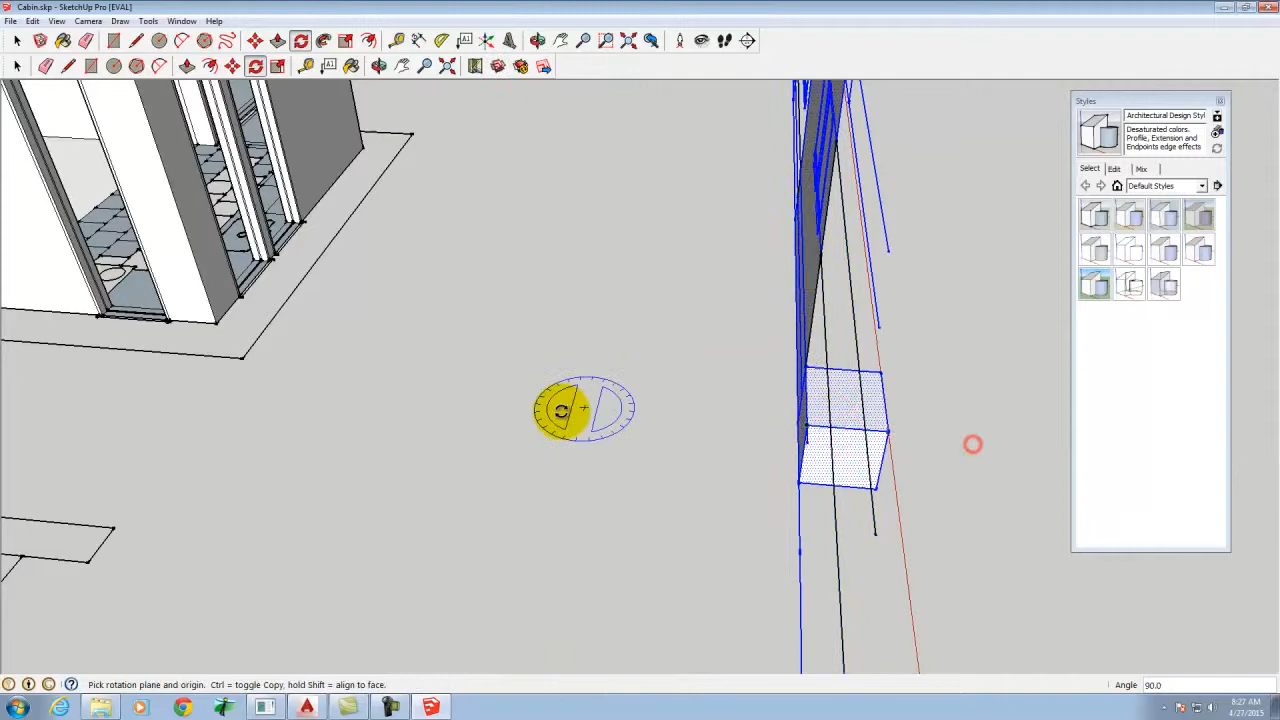 Cabin.skp - SketchUp Pro [EVAL]
File Edit View Camera Draw Tools Window Help
A1
A1
Styles
Architectural Design Styl
Desaturated colors.
Profile, Extension and
Endpoints edge effects
Select Edit Mix
Default Styles
Pick rotation plane and origin. Ctrl = toggle Copy, hold Shift = align to face.
Angle 90.0
8:27 AM
4/27/2015